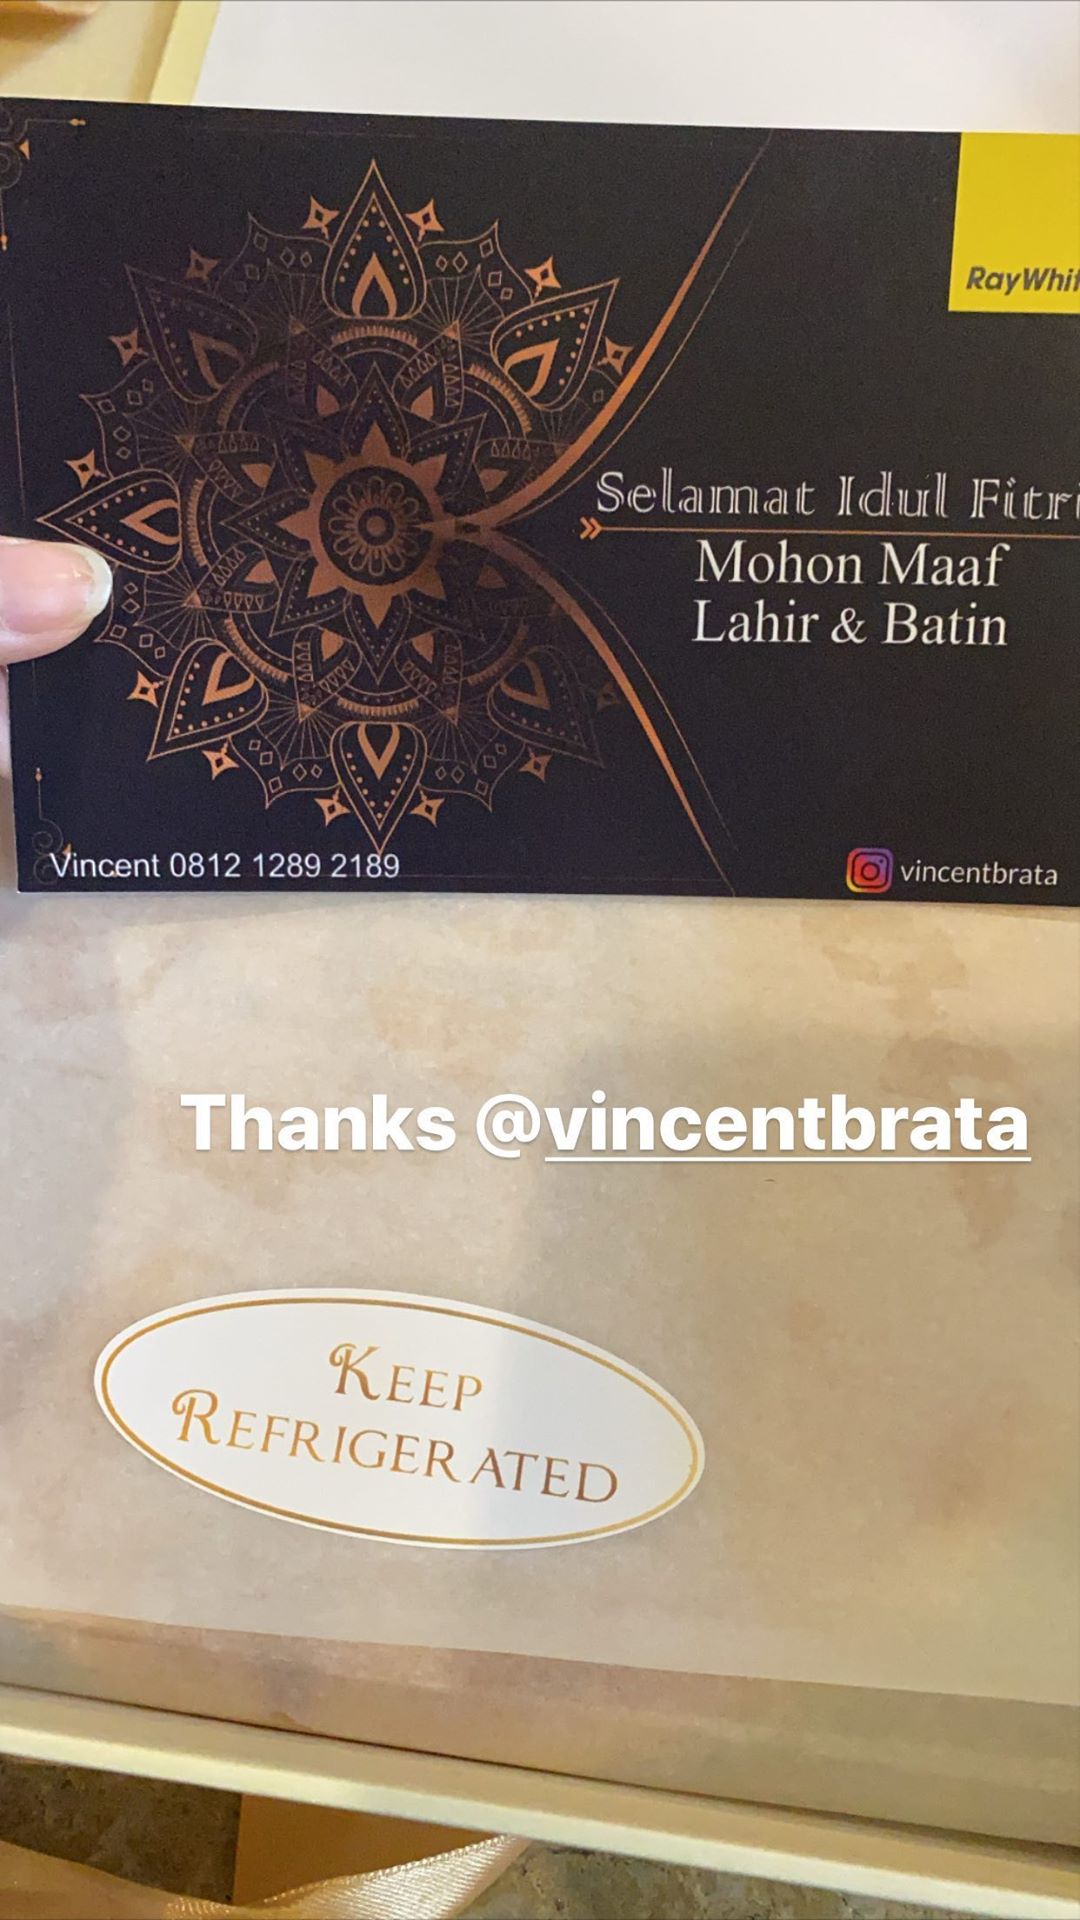 RayWhit
Selamat Idul Fitri
Mohon Maaf
Lahir & Batin
Vincent 0812 1289 2189
vincentbrata
Thanks @vincentbrata
KEEP
REFRIGERATED